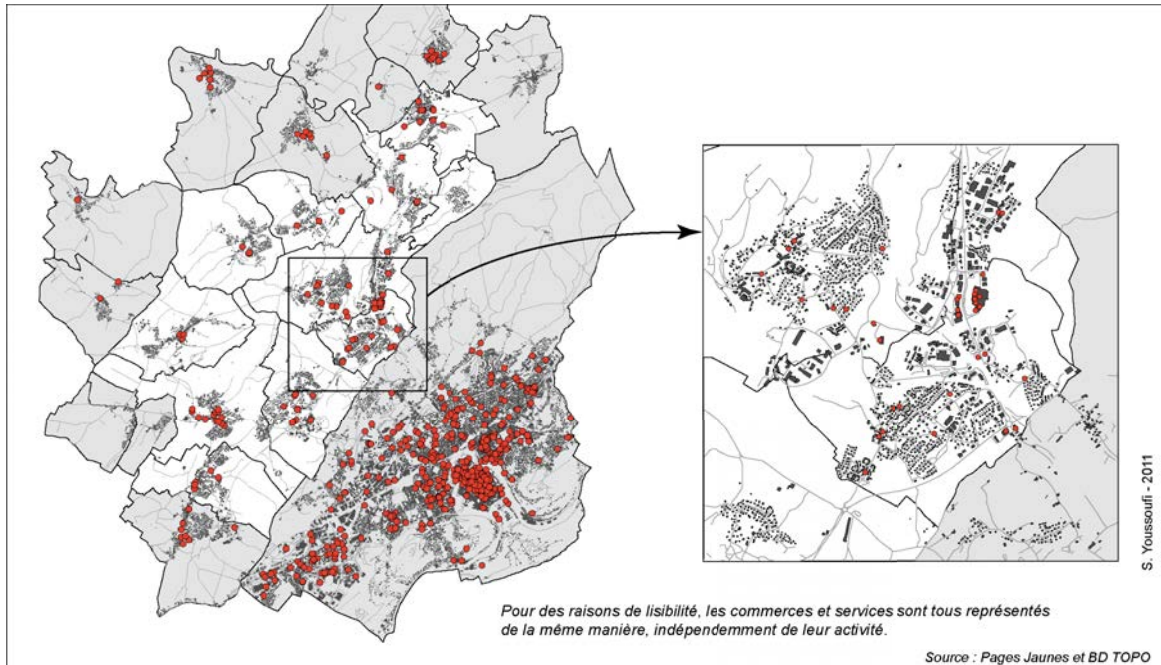 Pour des raisons de lisibilité, les commerces et services sont tous représentés
de la même manière, indépendemment de leur activité.
Source : Pages Jaunes et BD TOPO
S. Youssoufi - 2011